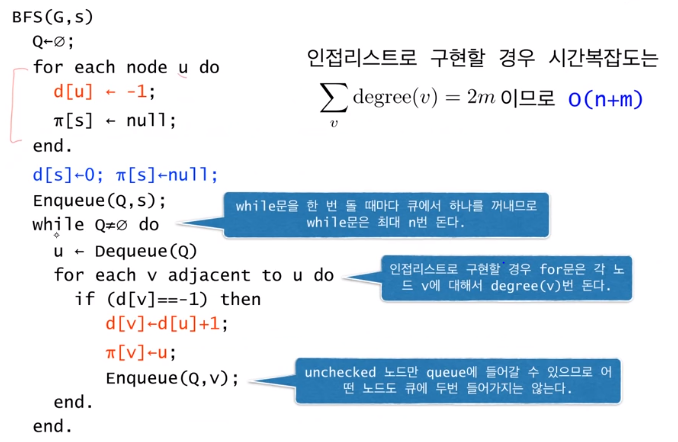 BFS(G,s)
Q←∅;
for each node u do
d[u] ← -1;
π[s] ← null;
end.
d[s]←0; π[s]←null;
Enqueue(Q,s);
while Q≠∅ do
u ← Dequeue(Q)
for each v adjacent to u do
if (d[v]==-1) then
d[v]←d[u]+1;
π[v]←u;
Enqueue(Q,v);
end.
end.
인접리스트로 구현할 경우 시간복잡도는
∑ degree(v) = 2m 이므로 O(n+m)
v
while문을 한 번 돌 때마다 큐에서 하나를 꺼내므로
while문은 최대 n번 돈다.
인접리스트로 구현할 경우 for문은 각 노
드 v에 대해서 degree(v)번 돈다.
unchecked 노드만 queue에 들어갈 수 있으므로 어
떤 노드도 큐에 두번 들어가지는 않는다.